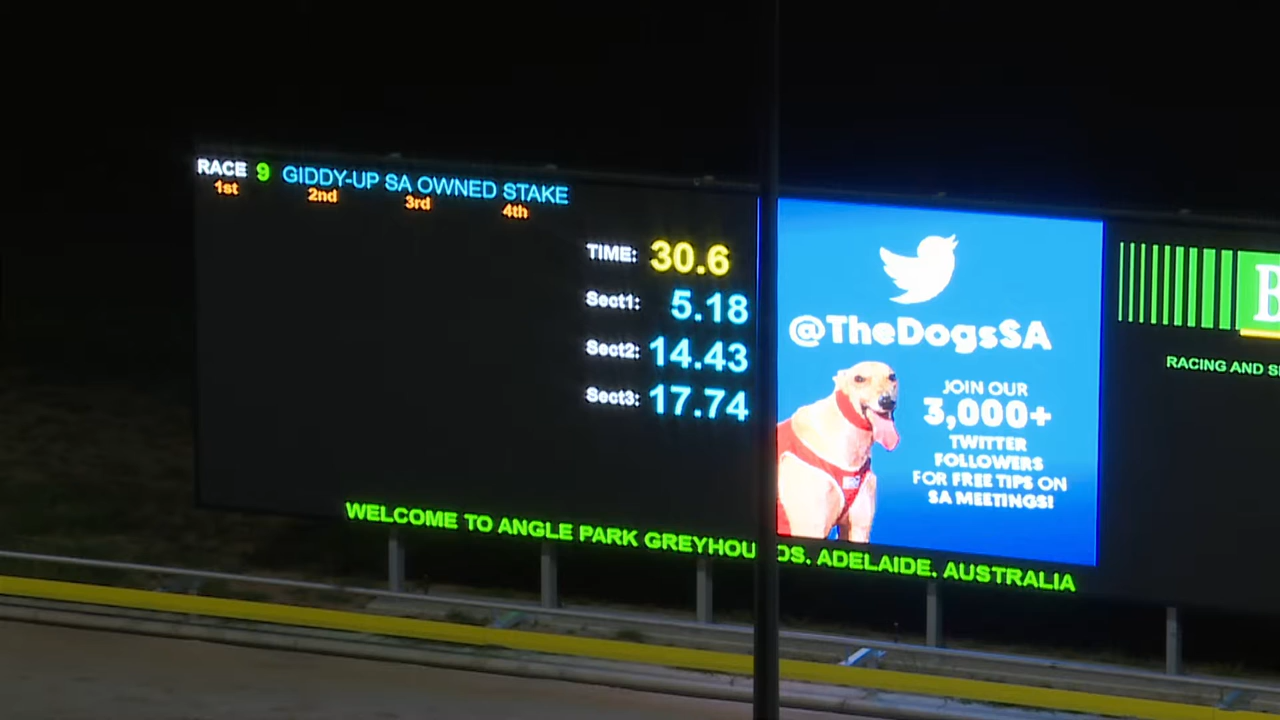 RACE 9 GIDDY-UP SA OWNED STAKE
1st 2nd 3rd 4th
TIME: 30.6
Sect1: 5.18
Sect2: 14.43
Sect3: 17.74
@TheDogsSA
JOIN OUR
3,000+
TWITTER
FOLLOWERS
FOR FREE TIPS ON
SA MEETINGS!
B
RACING AND
WELCOME TO ANGLE PARK GREYHOU DS, ADELAIDE, AUSTRALIA